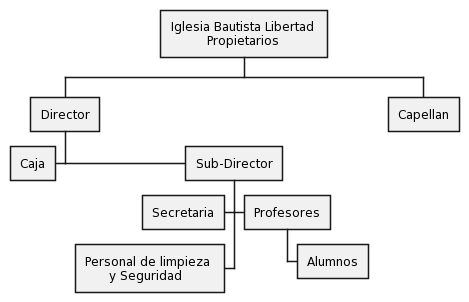 Iglesia Bautista Libertad
Propietarios
Director
Capellan
Caja
Sub-Director
Secretaria
Profesores
Personal de limpieza
y Seguridad
Alumnos